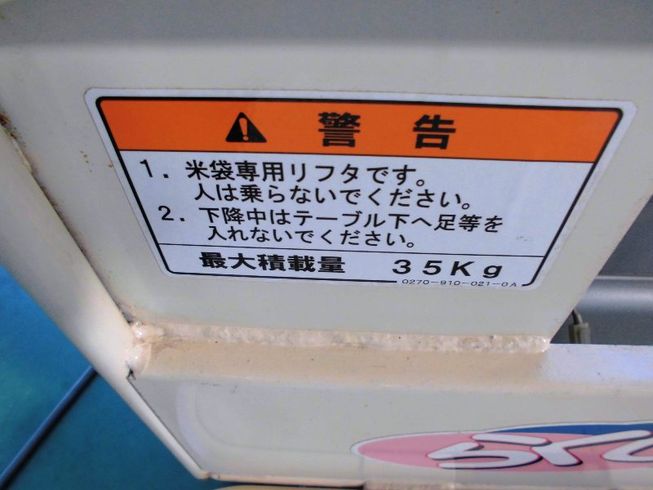 警告
1. 米袋専用リフタです。
人は乗らないでください。
2. 下降中はテーブル下へ足等を
入れないでください。
最大積載量 35Kg
0270-910-021-0A